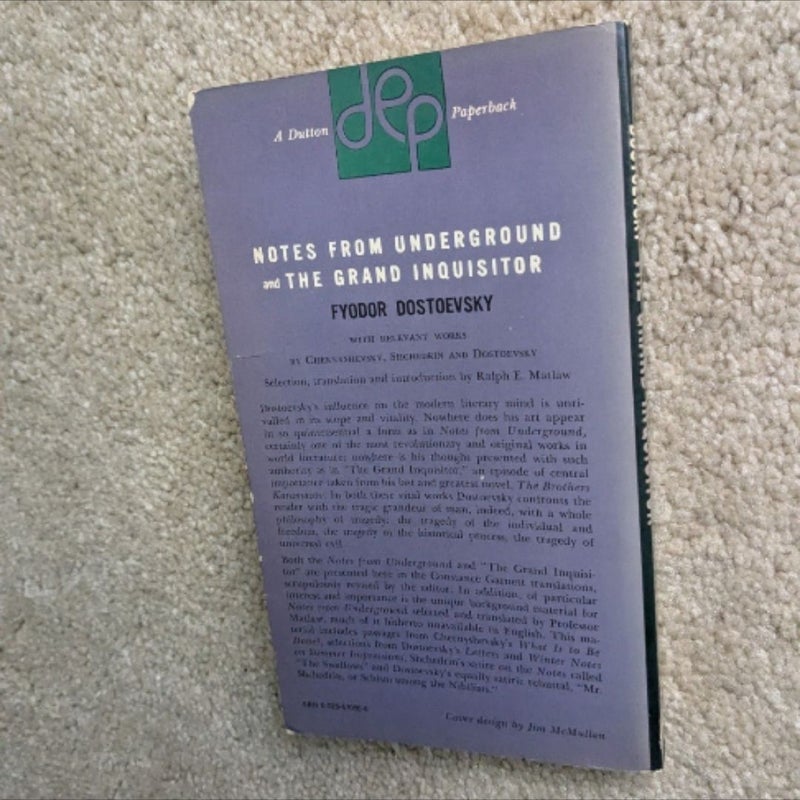 A Dutton dep Paperback
NOTES FROM UNDERGROUND
and THE GRAND INQUISITOR
FYODOR DOSTOEVSKY
WITH RELEVANT WORKS
BY CHERNYSHEVSKY, SHCHEDRIN AND DOSTOEVSKY
Selection, translation and introduction by Ralph E. Matlaw
Dostoevsky's influence on the modern literary mind is unri-
valled in its scope and vitality. Nowhere does his art appear
in so quintessential a form as in Notes from Underground,
certainly one of the most revolutionary and original works in
world literature; nowhere is his thought presented with such
authority as in "The Grand Inquisitor," an episode of central
importance taken from his last and greatest novel, The Brothers
Karamazov. In both these vital works Dostoevsky confronts the
reader with the tragic grandeur of man, indeed, with a whole
philosophy of tragedy: the tragedy of the individual and
freedom, the tragedy of the historical process, the tragedy of
universal evil.
Both the Notes from Underground and "The Grand Inquisi-
tor" are presented here in the Constance Garnett translations,
scrupulously revised by the editor. In addition, of particular
interest and importance is the unique background material for
Notes from Underground selected and translated by Professor
Matlaw, much of it hitherto unavailable in English. This ma-
terial includes passages from Chernyshevsky's What Is to Be
Done?, selections from Dostoevsky's Letters and Winter Notes
on Summer Impressions, Shchedrin's satire on the Notes called
"The Swallows" and Dostoevsky's equally satiric rebuttal, "Mr.
Shchedrin, or Schism among the Nihilists."
Cover design by Jim McMullan